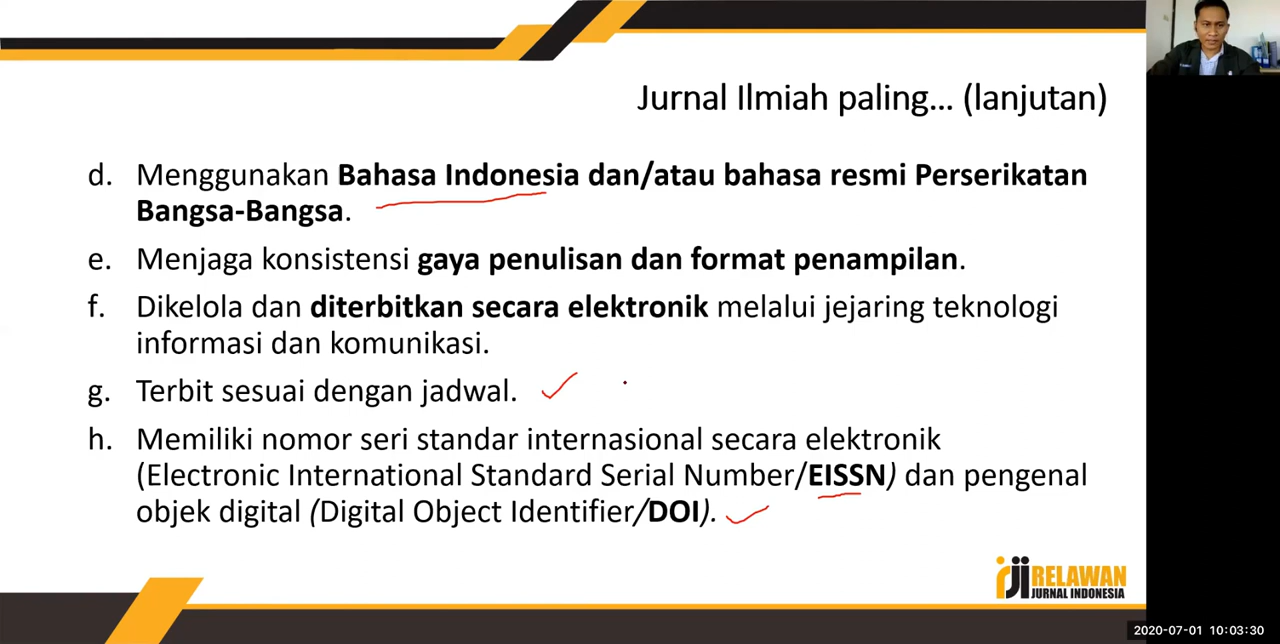 Jurnal Ilmiah paling... (lanjutan)
d. Menggunakan Bahasa Indonesia dan/atau bahasa resmi Perserikatan
Bangsa-Bangsa.
e. Menjaga konsistensi gaya penulisan dan format penampilan.
f. Dikelola dan diterbitkan secara elektronik melalui jejaring teknologi
informasi dan komunikasi.
g. Terbit sesuai dengan jadwal.
h. Memiliki nomor seri standar internasional secara elektronik
(Electronic International Standard Serial Number/EISSN) dan pengenal
objek digital (Digital Object Identifier/DOI).
rji RELAWAN
JURNAL INDONESIA
2020-07-01 10:03:30